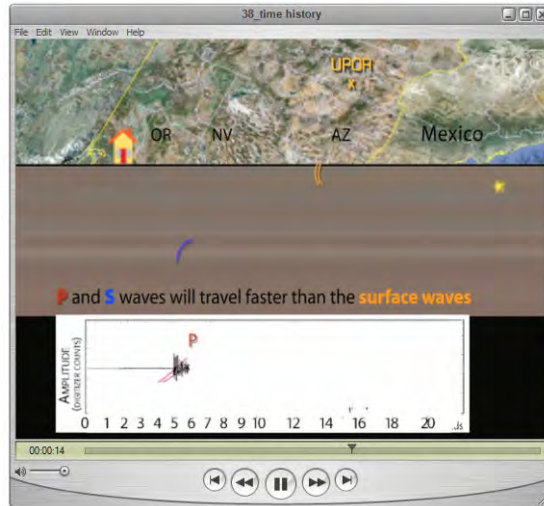 38_time history
File Edit View Window Help
UPORI
OR NV AZ Mexico
P and S waves will travel faster than the surface waves
P
AMPLITUDE
(DIGITIZER COUNTS)
0 1 2 3 4 5 6 7 8 9 10 12 14 16 18 20
00:00:14